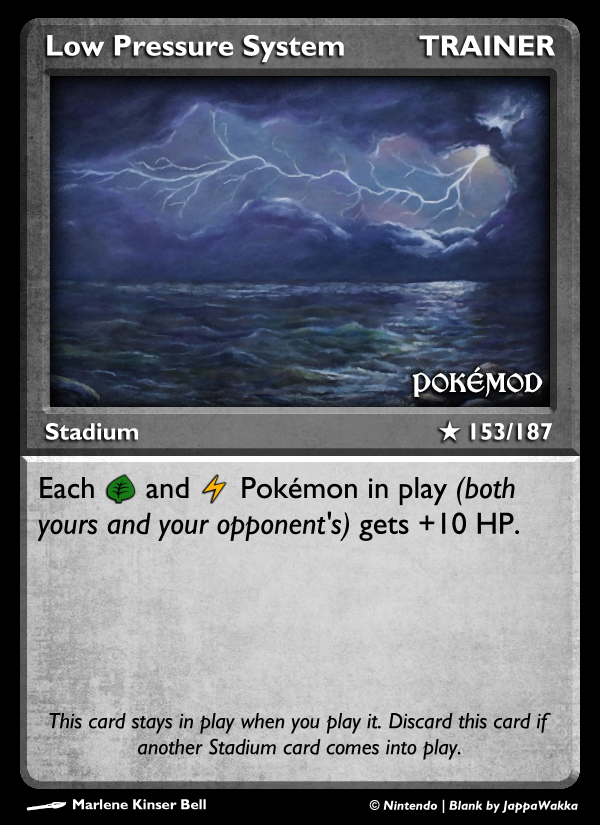 Low Pressure System TRAINER
POKÉMOD
Stadium ★ 153/187
Each and Pokémon in play (both
yours and your opponent's) gets +10 HP.
This card stays in play when you play it. Discard this card if
another Stadium card comes into play.
Marlene Kinser Bell © Nintendo | Blank by JappaWakka